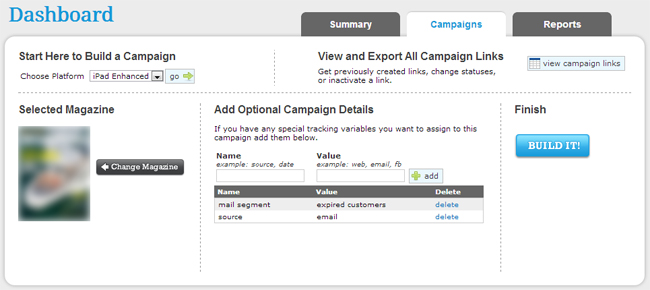 Dashboard
Summary
Campaigns
Reports
Start Here to Build a Campaign
Choose Platform iPad Enhanced go
View and Export All Campaign Links
Get previously created links, change statuses,
or inactivate a link.
view campaign links
Selected Magazine
Change Magazine
Add Optional Campaign Details
If you have any special tracking variables you want to assign to this
campaign add them below.
Name Value
example: source, date example: web, email, fb
add
Name Value Delete
mail segment expired customers delete
source email delete
Finish
BUILD IT!